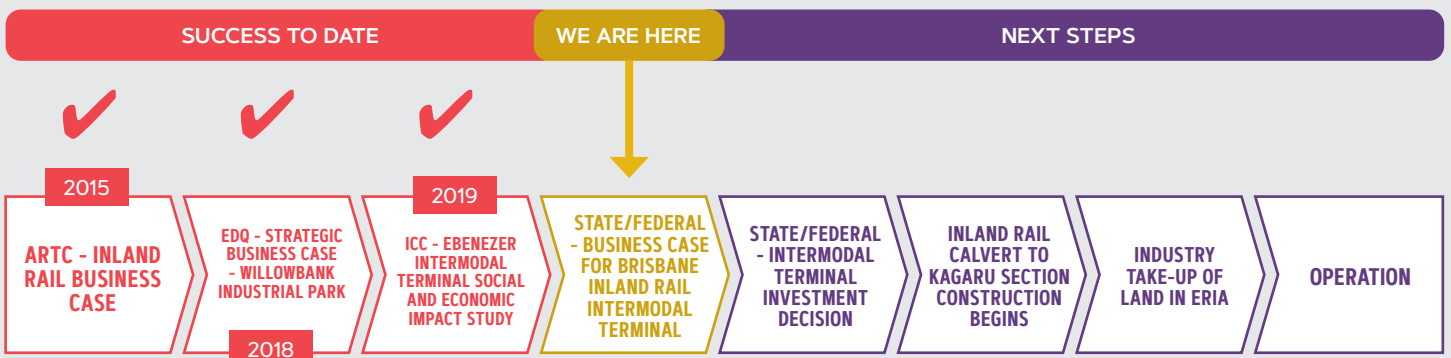 SUCCESS TO DATE
WE ARE HERE
NEXT STEPS
2015
ARTC - INLAND
RAIL BUSINESS
CASE
EDQ - STRATEGIC
BUSINESS CASE
- WILLOWBANK
INDUSTRIAL PARK
2018
2019
ICC - EBENEZER
INTERMODAL
TERMINAL SOCIAL
AND ECONOMIC
IMPACT STUDY
STATE/FEDERAL
- BUSINESS CASE
FOR BRISBANE
INLAND RAIL
INTERMODAL
TERMINAL
STATE/FEDERAL
- INTERMODAL
TERMINAL
INVESTMENT
DECISION
INLAND RAIL
CALVERT TO
KAGARU SECTION
CONSTRUCTION
BEGINS
INDUSTRY
TAKE-UP OF
LAND IN ERIA
OPERATION